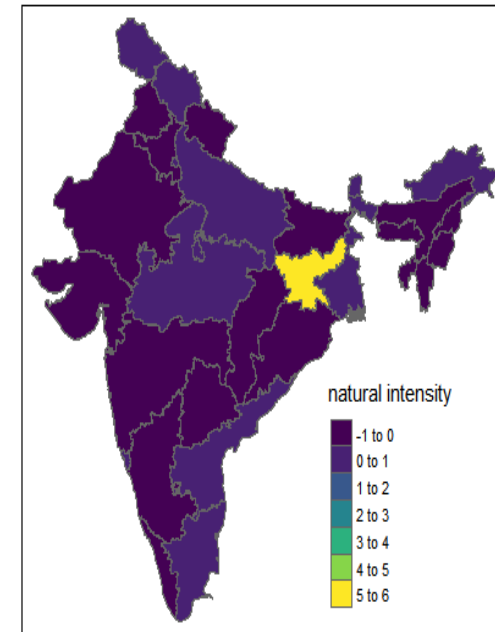 natural intensity
-1 to 0
0 to 1
1 to 2
2 to 3
3 to 4
4 to 5
5 to 6